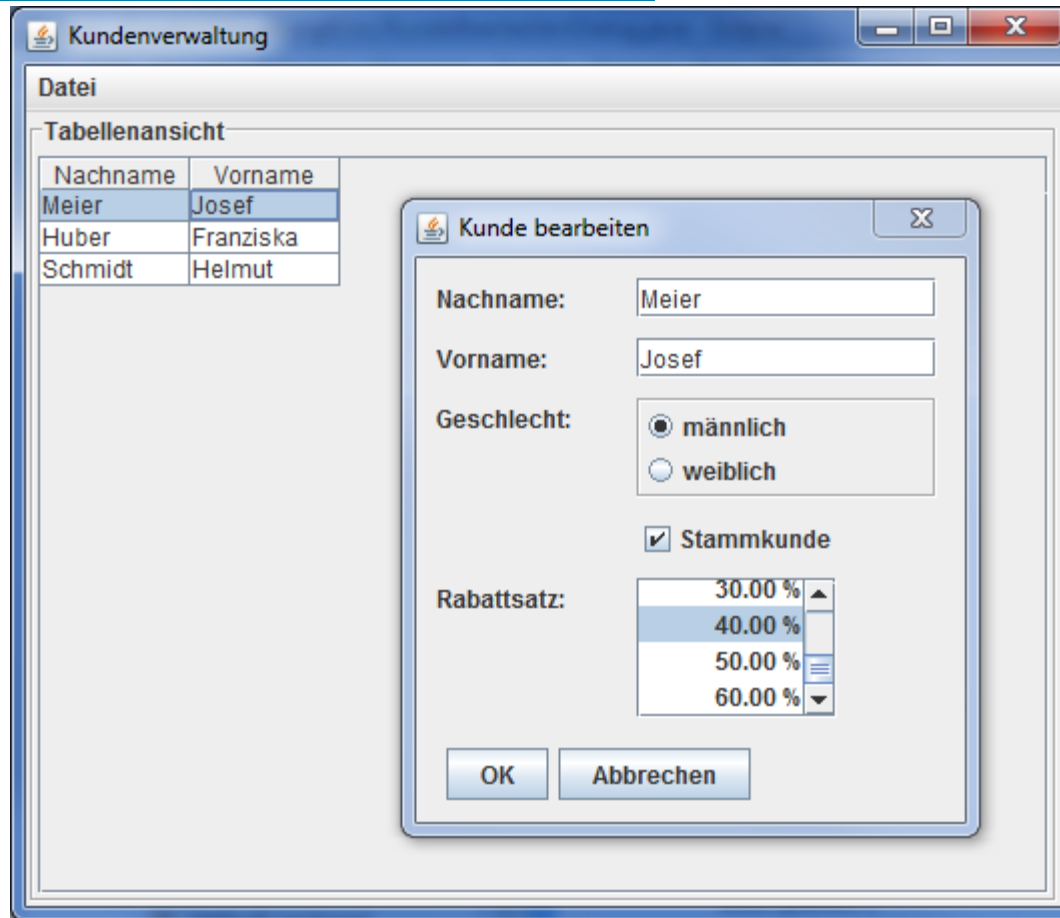 Kundenverwaltung
Datei
Tabellenansicht
Nachname Vorname
Meier Josef
Huber Franziska
Schmidt Helmut
Kunde bearbeiten
Nachname: Meier
Vorname: Josef
Geschlecht: männlich
weiblich
Stammkunde
Rabattsatz: 30.00 %
40.00 %
50.00 %
60.00 %
OK Abbrechen